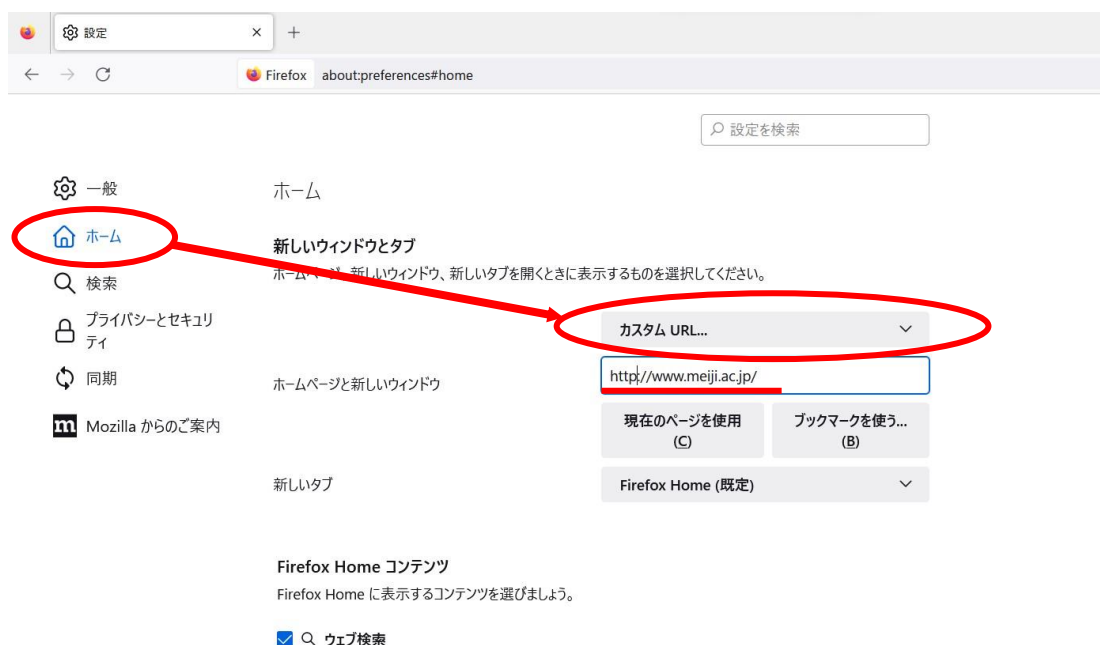 設定
Firefox about:preferences#home
設定を検索
一般
ホーム
検索
プライバシーとセキュリ
ティ
同期
Mozilla からのご案内
ホーム
新しいウィンドウとタブ
ホームページ、新しいウィンドウ、新しいタブを開くときに表示するものを選択してください。
カスタム URL...
ホームページと新しいウィンドウ
http://www.meiji.ac.jp/
現在のページを使用
(C)
ブックマークを使う...
(B)
新しいタブ
Firefox Home (既定)
Firefox Home コンテンツ
Firefox Home に表示するコンテンツを選びましょう。
ウェブ検索